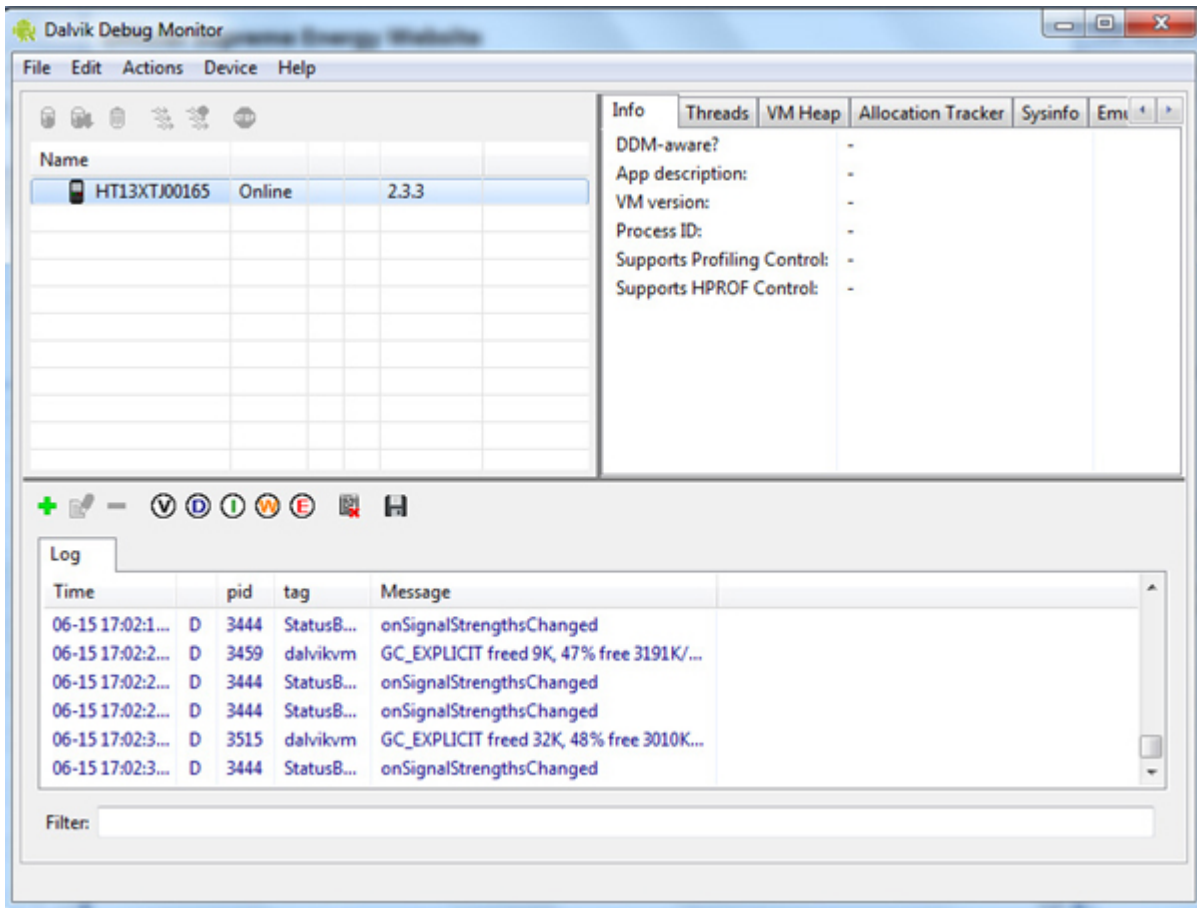 Dalvik Debug Monitor
File Edit Actions Device Help
Name
HT13XTJ00165 Online 2.3.3
Info Threads VM Heap Allocation Tracker Sysinfo Emu
DDM-aware? -
App description: -
VM version: -
Process ID: -
Supports Profiling Control: -
Supports HPROF Control: -
V D I W E
Log
Time pid tag Message
06-15 17:02:1... D 3444 StatusB... onSignalStrengthsChanged
06-15 17:02:2... D 3459 dalvikvm GC_EXPLICIT freed 9K, 47% free 3191K/...
06-15 17:02:2... D 3444 StatusB... onSignalStrengthsChanged
06-15 17:02:2... D 3444 StatusB... onSignalStrengthsChanged
06-15 17:02:3... D 3515 dalvikvm GC_EXPLICIT freed 32K, 48% free 3010K...
06-15 17:02:3... D 3444 StatusB... onSignalStrengthsChanged
Filter: